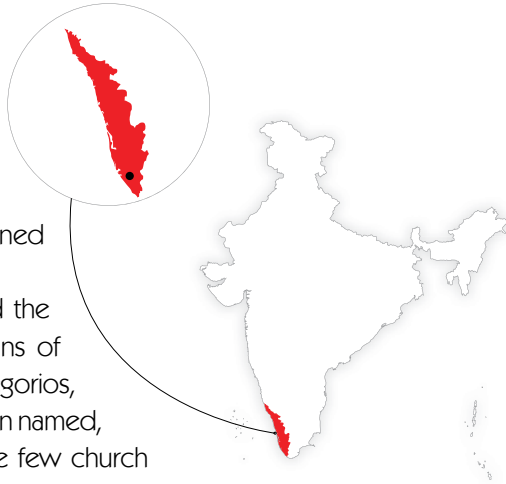 ned
d the
ns of
gorios,
n named,
e few church